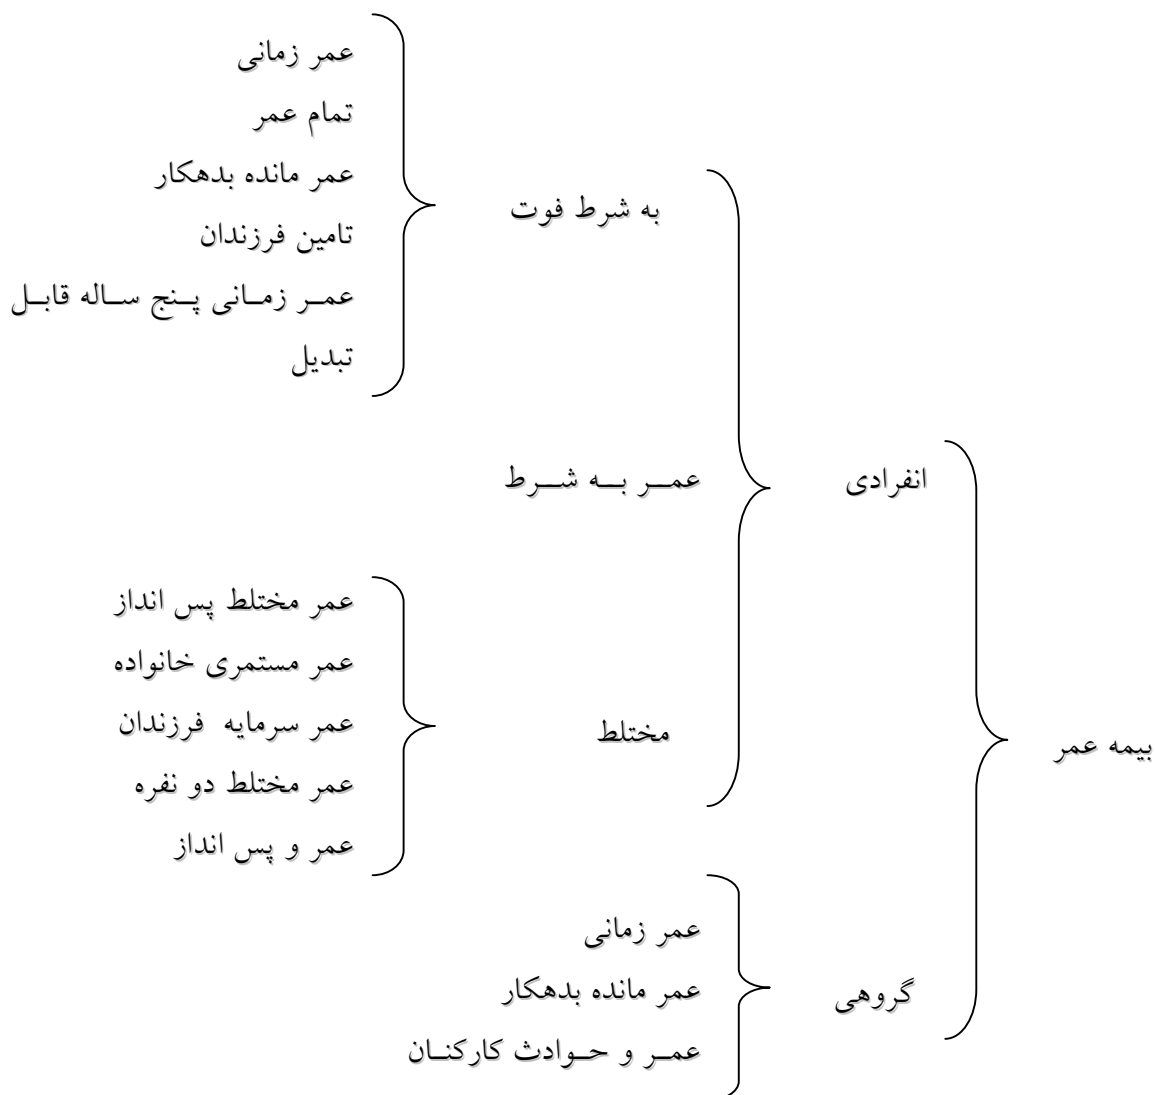 بیمه عمر
انفرادی
به شرط فوت
عمر زمانی
تمام عمر
عمر مانده بدهکار
تامین فرزندان
عمر زمانی پنج ساله قابل
تبدیل
عمر به شرط
مختلط
عمر مختلط پس انداز
عمر مستمری خانواده
عمر سرمایه فرزندان
عمر مختلط دو نفره
عمر و پس انداز
گروهی
عمر زمانی
عمر مانده بدهکار
عمر و حوادث کارکنان